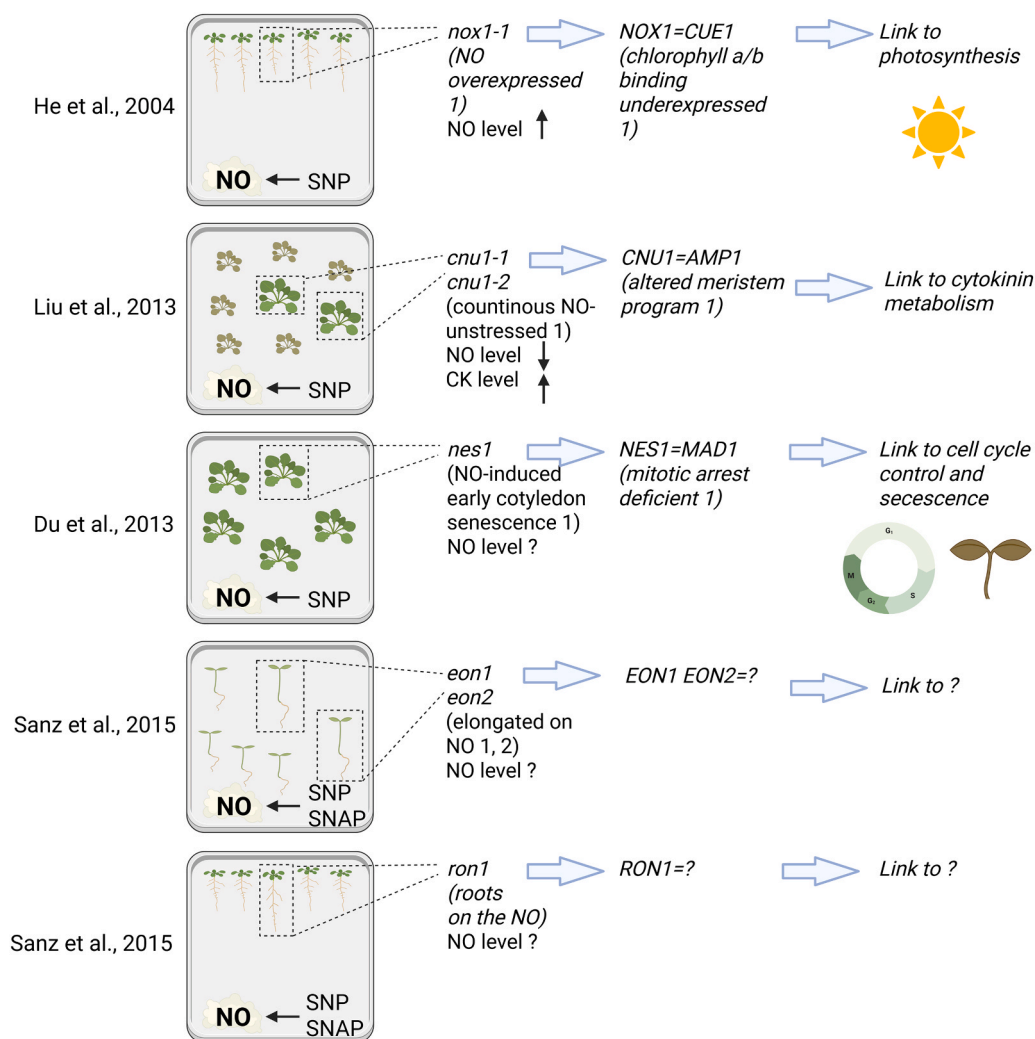 He et al., 2004
NO
SNP
nox1-1
(NO
overexpressed
1)
NO level
NOX1=CUE1
(chlorophyll a/b
binding
underexpressed
1)
Link to
photosynthesis
Liu et al., 2013
NO
SNP
cnu1-1
cnu1-2
(countinous NO-
unstressed 1)
NO level
CK level
CNU1=AMP1
(altered meristem
program 1)
Link to cytokinin
metabolism
Du et al., 2013
NO
SNP
nes1
(NO-induced
early cotyledon
senescence 1)
NO level ?
NES1=MAD1
(mitotic arrest
deficient 1)
Link to cell cycle
control and
secescence
G₁
M
S
G₂
Sanz et al., 2015
NO
SNP
SNAP
eon1
eon2
(elongated on
NO 1, 2)
NO level ?
EON1 EON2=?
Link to ?
Sanz et al., 2015
NO
SNP
SNAP
ron1
(roots
on the NO)
NO level ?
RON1=?
Link to ?